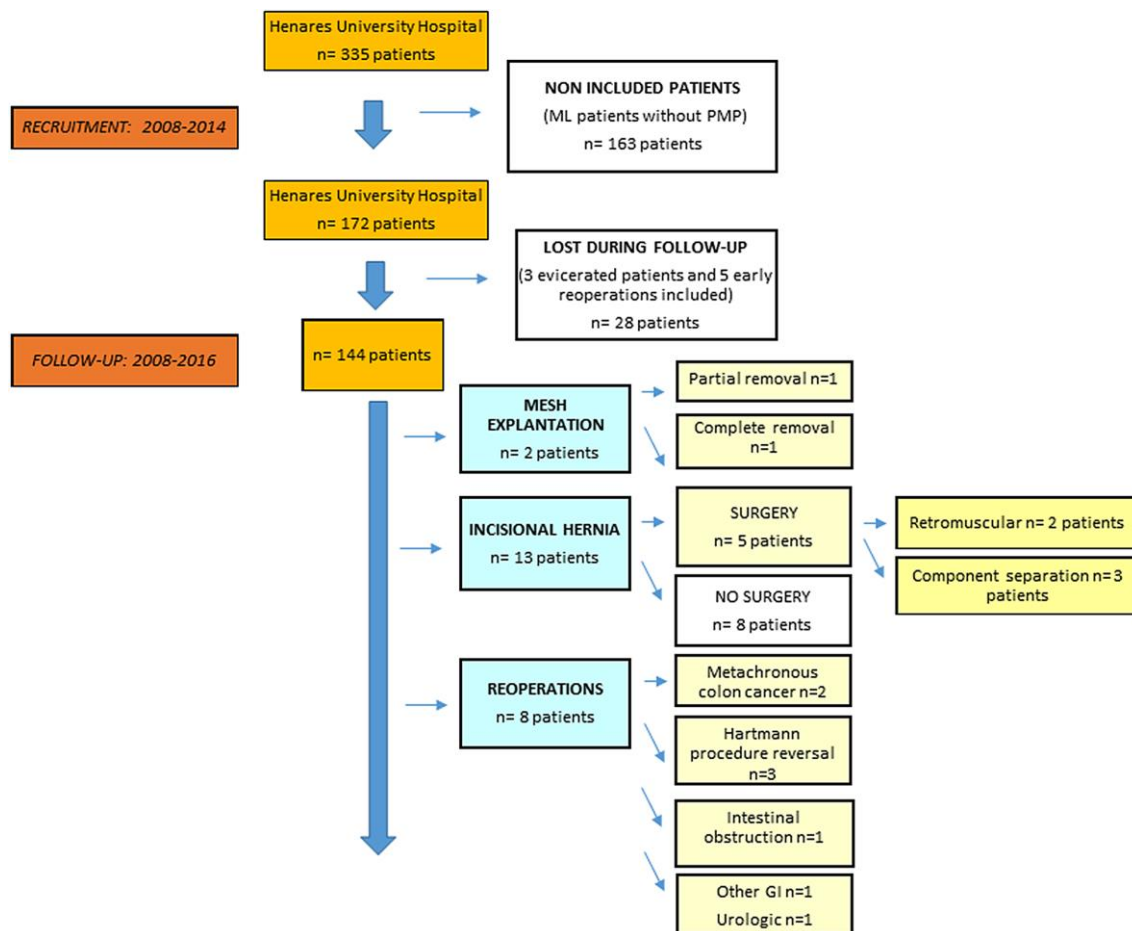 Henares University Hospital
n= 335 patients
NON INCLUDED PATIENTS
(ML patients without PMP)
n= 163 patients
RECRUITMENT: 2008-2014
Henares University Hospital
n= 172 patients
LOST DURING FOLLOW-UP
(3 evicerated patients and 5 early
reoperations included)
n= 28 patients
FOLLOW-UP: 2008-2016
n= 144 patients
MESH
EXPLANTATION
n= 2 patients
Partial removal n=1
Complete removal
n=1
INCISIONAL HERNIA
n= 13 patients
SURGERY
n= 5 patients
Retromuscular n= 2 patients
Component separation n=3
patients
NO SURGERY
n= 8 patients
REOPERATIONS
n= 8 patients
Metachronous
colon cancer n=2
Hartmann
procedure reversal
n=3
Intestinal
obstruction n=1
Other GI n=1
Urologic n=1